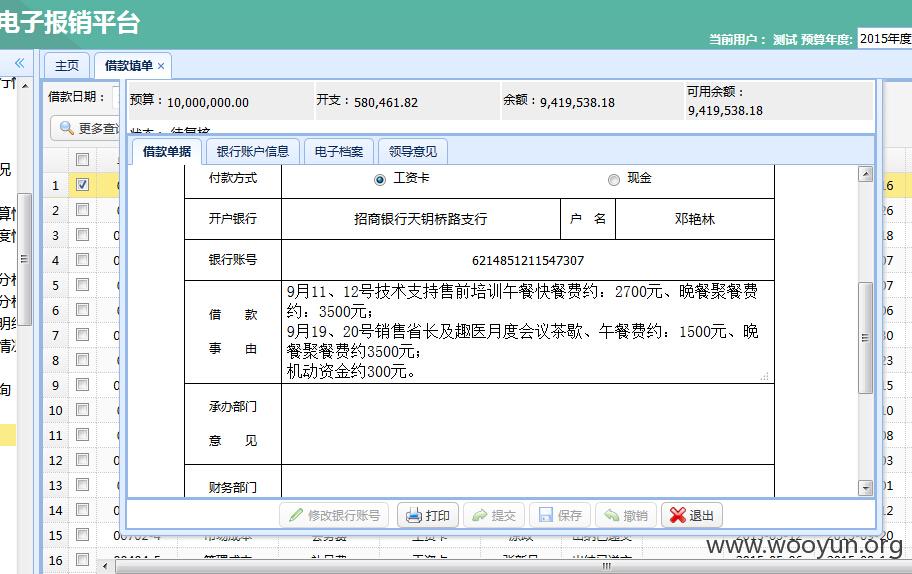 电子报销平台
当前用户： 测试 预算年度: 2015年度
主页
借款填单 ×
借款日期：
预算：10,000,000.00
开支：580,461.82
余额：9,419,538.18
可用余额：
9,419,538.18
更多查
借款单据
银行账户信息
电子档案
领导意见
付款方式
工资卡
现金
开户银行
招商银行天钥桥路支行
户 名
邓艳林
银行账号
6214851211547307
借 款
事 由
9月11、12号技术支持售前培训午餐快餐费约：2700元、晚餐聚餐费
约：3500元；
9月19、20号销售省长及趣医月度会议茶歇、午餐费约：1500元、晚
餐聚餐费约3500元；
机动资金约300元。
承办部门
意 见
财务部门
修改银行账号
打印
提交
保存
撤销
退出
1
2
3
4
5
6
7
8
9
10
11
12
13
14
15
16
www.wooyun.org